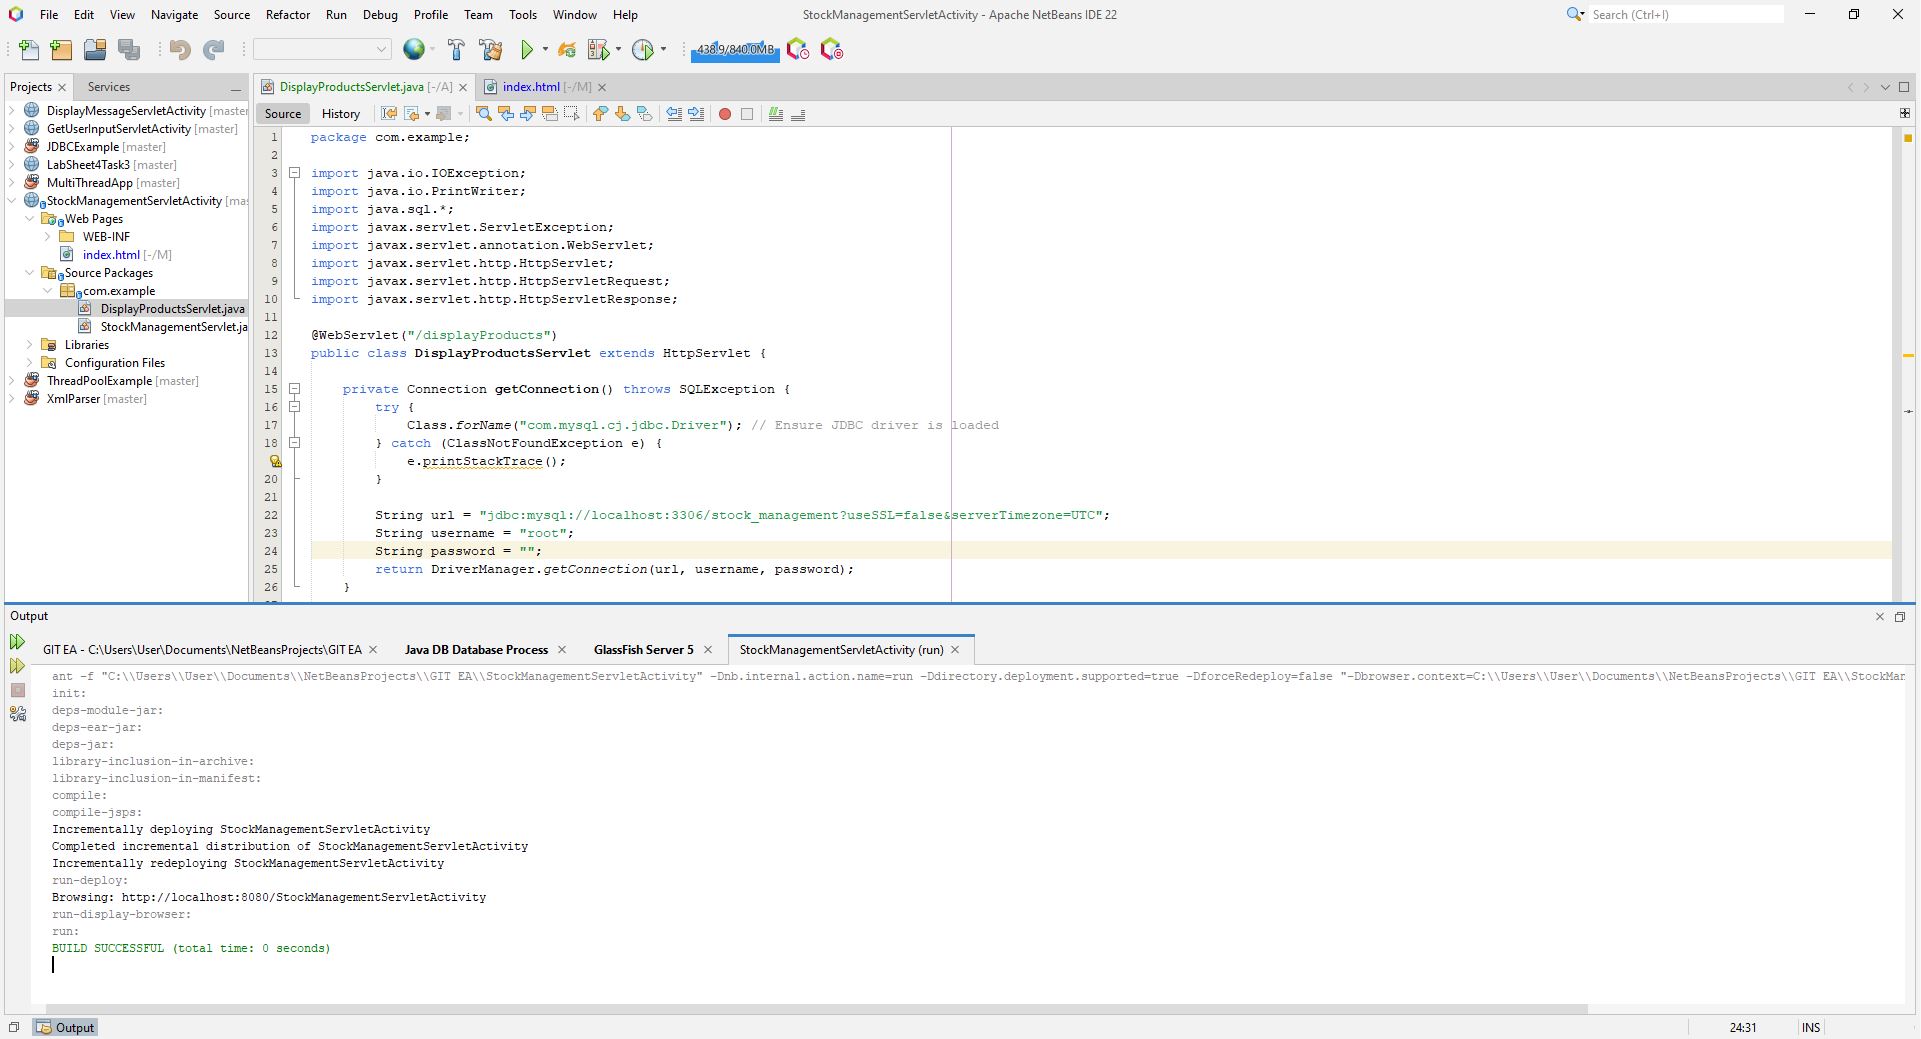 File Edit View Navigate Source Refactor Run Debug Profile Team Tools Window Help StockManagementServletActivity - Apache NetBeans IDE 22 Search (Ctrl+I)
438.9/840.0MB
Projects Services
DisplayMessageServletActivity [master
GetUserInputServletActivity [master]
JDBCExample [master]
LabSheet4Task3 [master]
MultiThreadApp [master]
StockManagementServletActivity [mas
Web Pages
WEB-INF
index.html [-/M]
Source Packages
com.example
DisplayProductsServlet.java
StockManagementServlet.ja
Libraries
Configuration Files
ThreadPoolExample [master]
XmlParser [master]
DisplayProductsServlet.java [-/A] index.html [-/M]
Source History
1 package com.example;
2
3 import java.io.IOException;
4 import java.io.PrintWriter;
5 import java.sql.*;
6 import javax.servlet.ServletException;
7 import javax.servlet.annotation.WebServlet;
8 import javax.servlet.http.HttpServlet;
9 import javax.servlet.http.HttpServletRequest;
10 import javax.servlet.http.HttpServletResponse;
11
12 @WebServlet("/displayProducts")
13 public class DisplayProductsServlet extends HttpServlet {
14
15 private Connection getConnection() throws SQLException {
16 try {
17 Class.forName("com.mysql.cj.jdbc.Driver"); // Ensure JDBC driver is loaded
18 } catch (ClassNotFoundException e) {
e.printStackTrace();
20 }
21
22 String url = "jdbc:mysql://localhost:3306/stock_management?useSSL=false&serverTimezone=UTC";
23 String username = "root";
24 String password = "";
25 return DriverManager.getConnection(url, username, password);
26 }
Output
GIT EA - C:\Users\User\Documents\NetBeansProjects\GIT EA Java DB Database Process GlassFish Server 5 StockManagementServletActivity (run)
ant -f "C:\\Users\\User\\Documents\\NetBeansProjects\\GIT EA\\StockManagementServletActivity" -Dnb.internal.action.name=run -Ddirectory.deployment.supported=true -DforceRedeploy=false "-Dbrowser.context=C:\\Users\\User\\Documents\\NetBeansProjects\\GIT EA\\StockMan
init:
deps-module-jar:
deps-ear-jar:
deps-jar:
library-inclusion-in-archive:
library-inclusion-in-manifest:
compile:
compile-jsps:
Incrementally deploying StockManagementServletActivity
Completed incremental distribution of StockManagementServletActivity
Incrementally redeploying StockManagementServletActivity
run-deploy:
Browsing: http://localhost:8080/StockManagementServletActivity
run-display-browser:
run:
BUILD SUCCESSFUL (total time: 0 seconds)
Output 24:31 INS